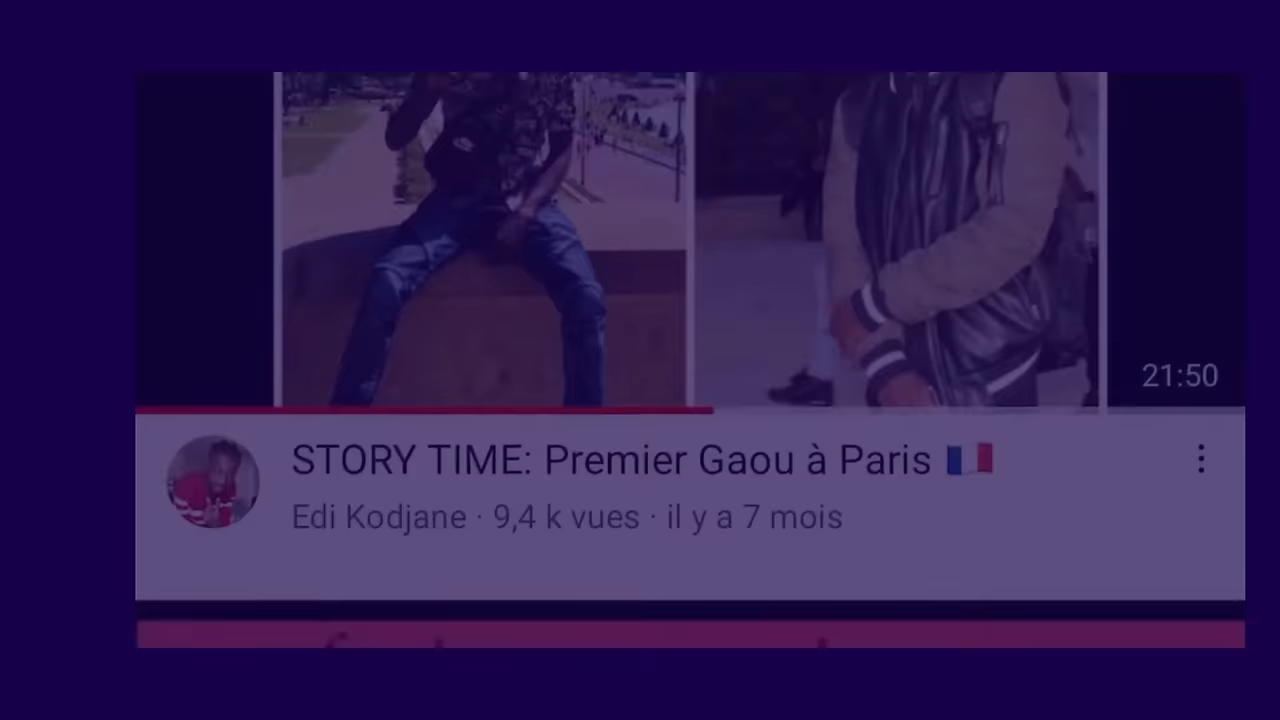 21:50
STORY TIME: Premier Gaou à Paris 🇫🇷
Edi Kodjane · 9,4 k vues · il y a 7 mois